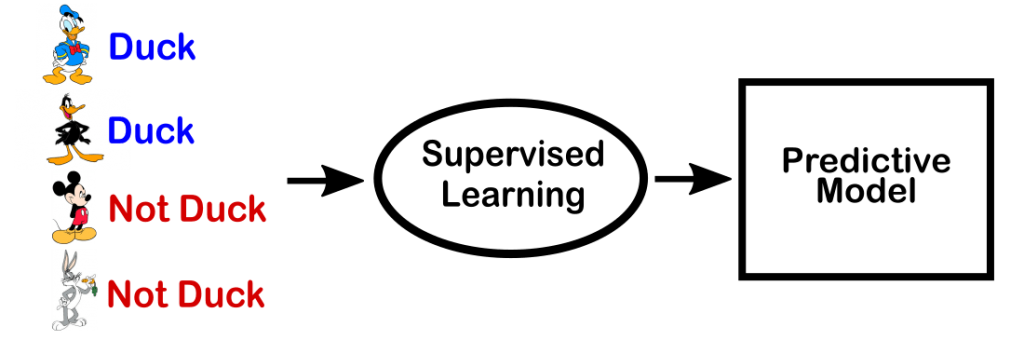 Duck
Duck
Not Duck
Not Duck
Supervised
Learning
Predictive
Model